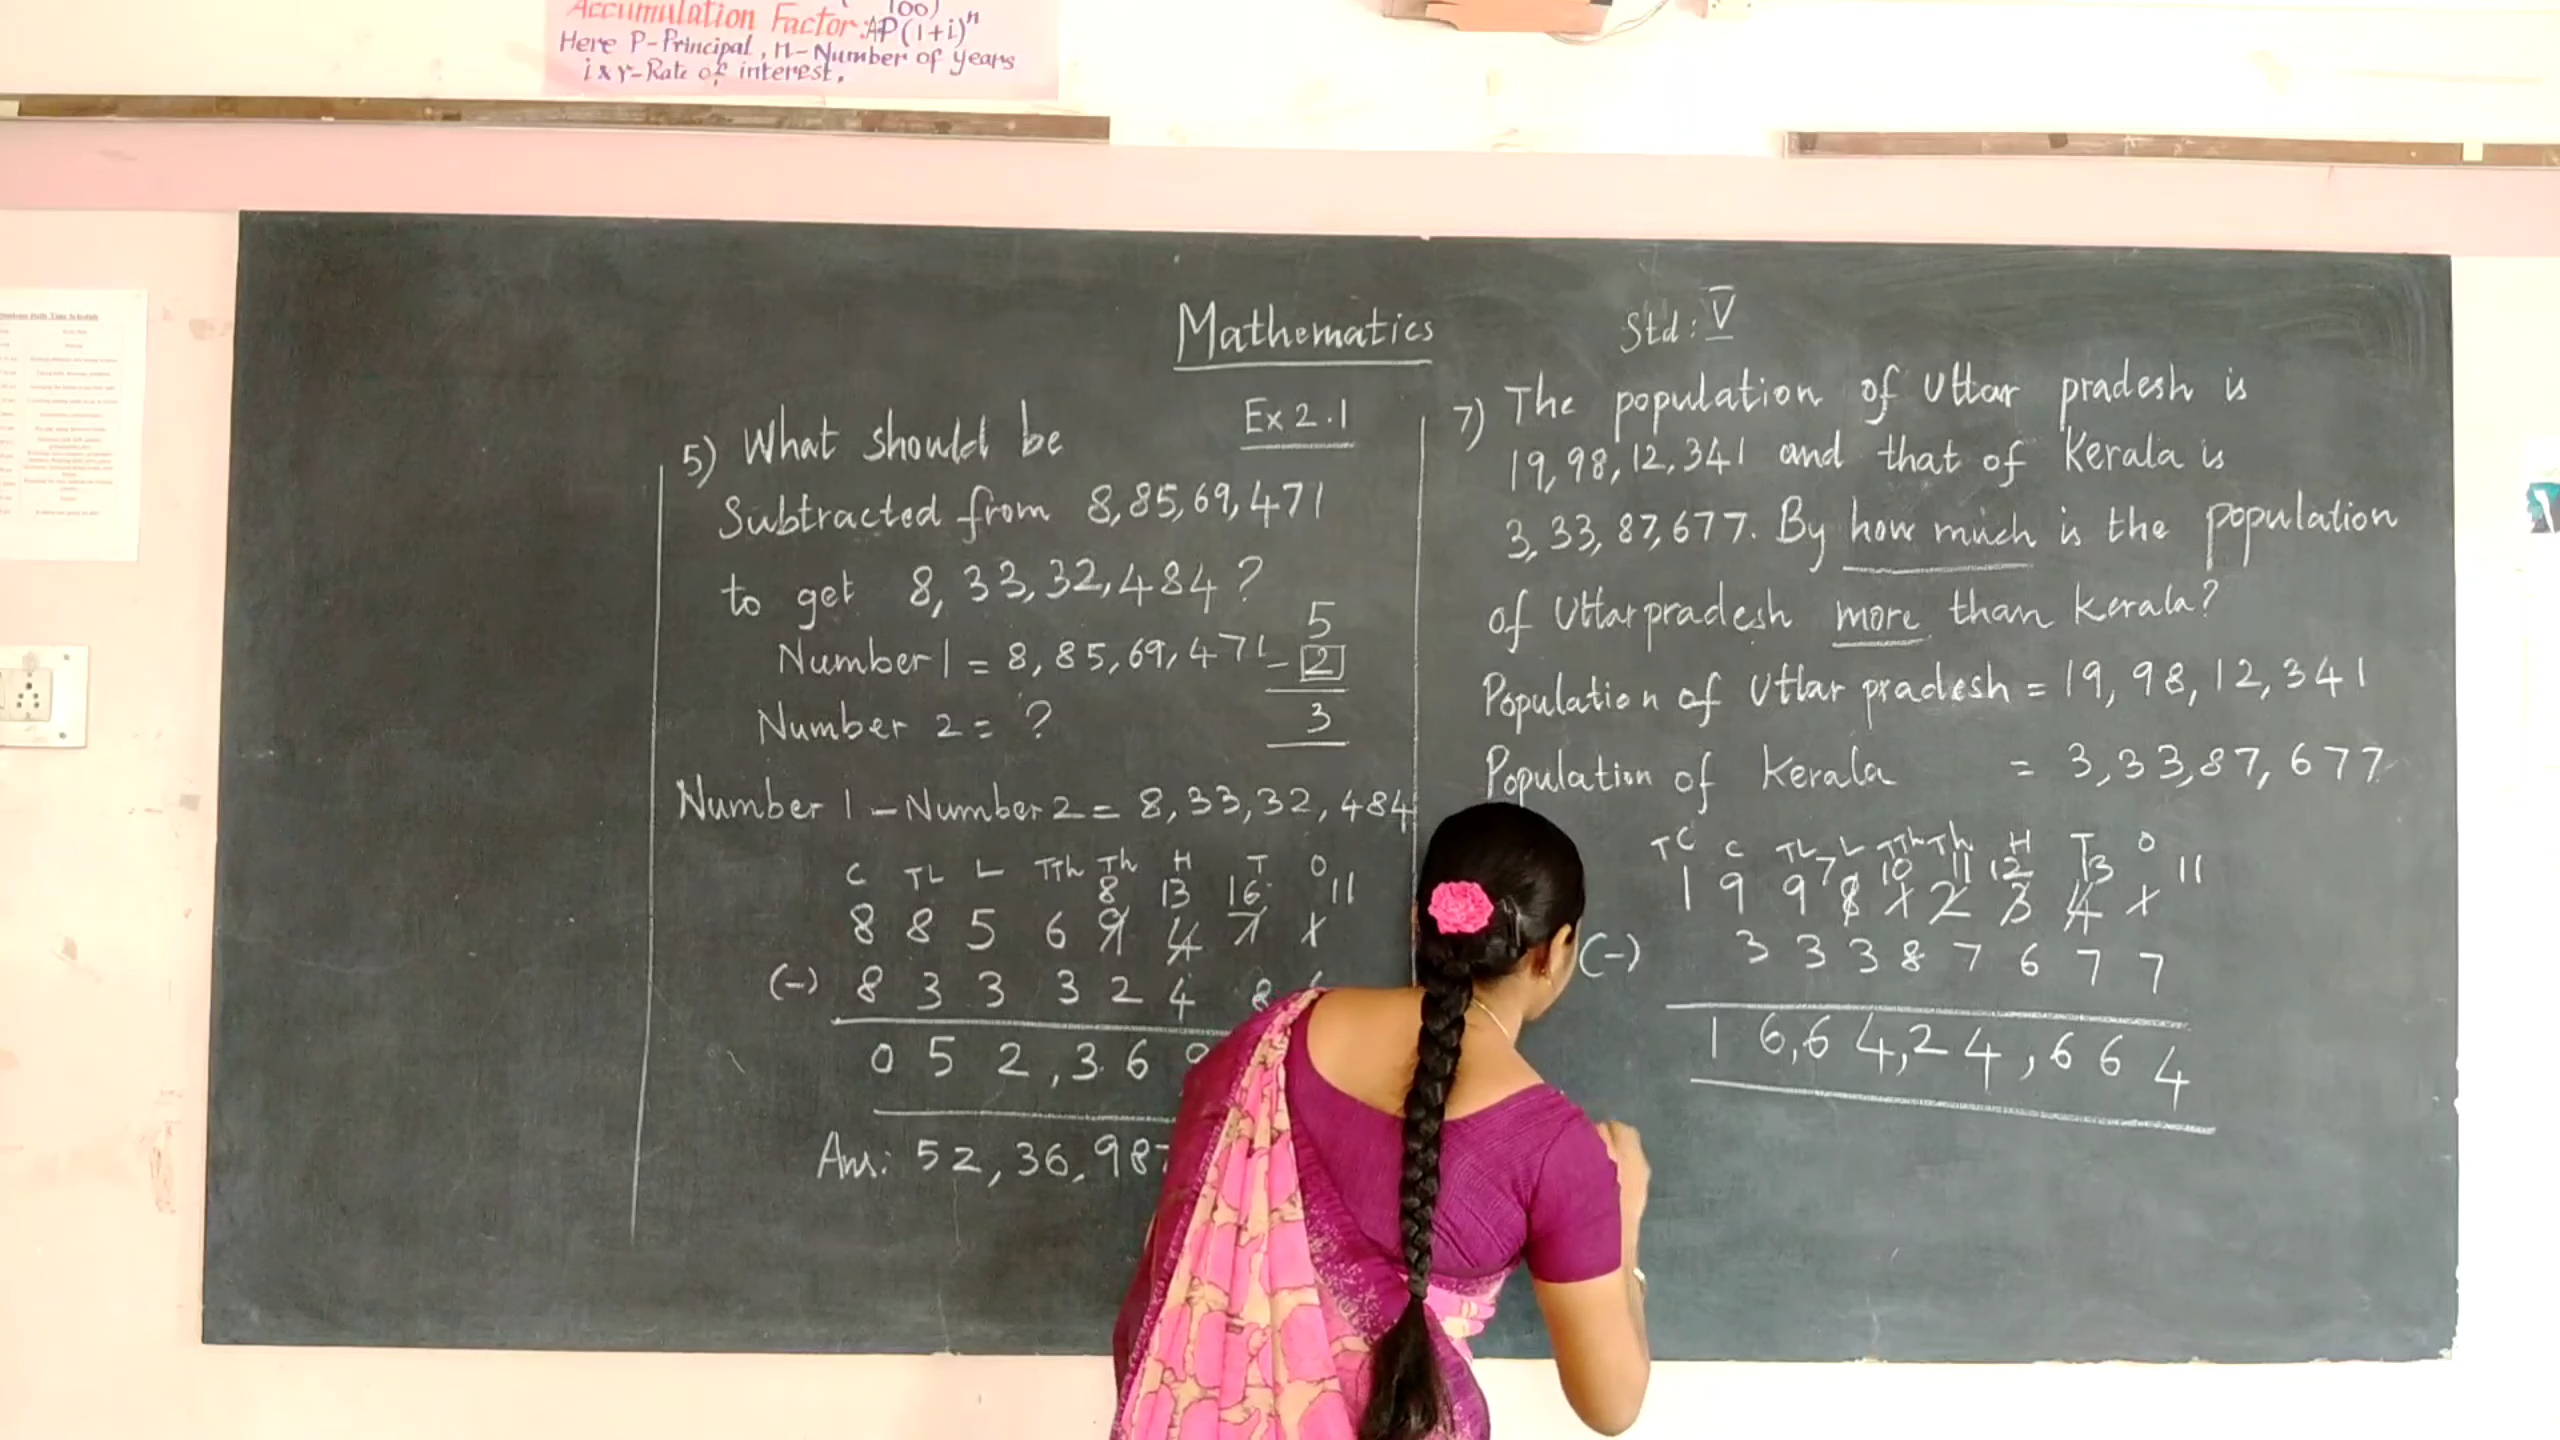 100)
Accumulation Factor: AP(1+i)ⁿ
Here P-Principal, n-Number of years
i & r-Rate of interest.
Mathematics
Std: V
Ex 2.1
5) What should be
Subtracted from 8,85,69,471
to get 8,33,32,484?
Number 1 = 8,85,69,471
Number 2 = ?
5
- 2
3
Number 1 - Number 2 = 8,33,32,484
C TL L TTh Th H T O
8 13 16 11
8 8 5 6 9 4 7 1
(-) 8 3 3 3 2 4 8
0 5 2, 3 6 9
Ans: 52,36,987
7) The population of Uttar pradesh is
19,98,12,341 and that of Kerala is
3,33,87,677. By how much is the population
of Uttarpradesh more than Kerala?
Population of Uttar pradesh = 19,98,12,341
Population of Kerala = 3,33,87,677
TC C TL L TTh Th H T O
7 10 11 12 13 11
1 9 9 8 1 2 3 4 1
(-) 3 3 3 8 7 6 7 7
1 6,6 4,2 4,6 6 4